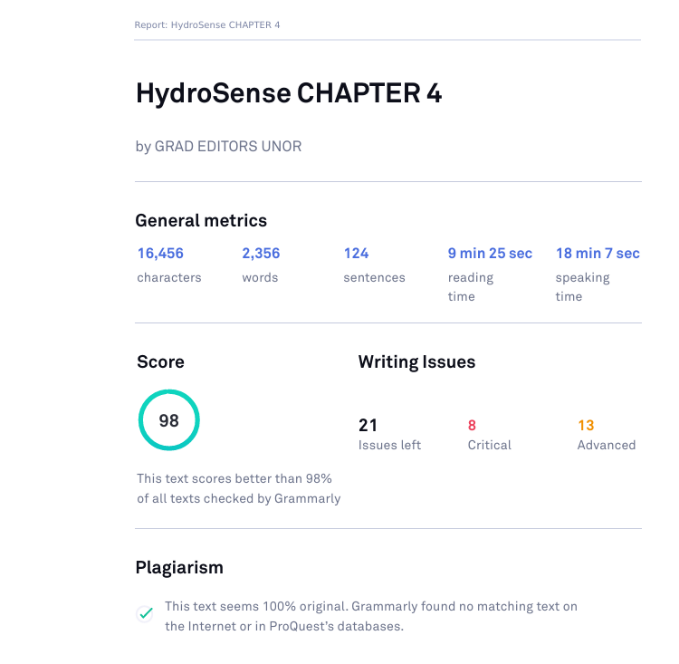 Report: HydroSense CHAPTER 4
HydroSense CHAPTER 4
by GRAD EDITORS UNOR
General metrics
16,456 2,356 124 9 min 25 sec 18 min 7 sec
characters words sentences reading time speaking time
Score Writing Issues
98
21 8 13
Issues left Critical Advanced
This text scores better than 98%
of all texts checked by Grammarly
Plagiarism
This text seems 100% original. Grammarly found no matching text on
the Internet or in ProQuest's databases.